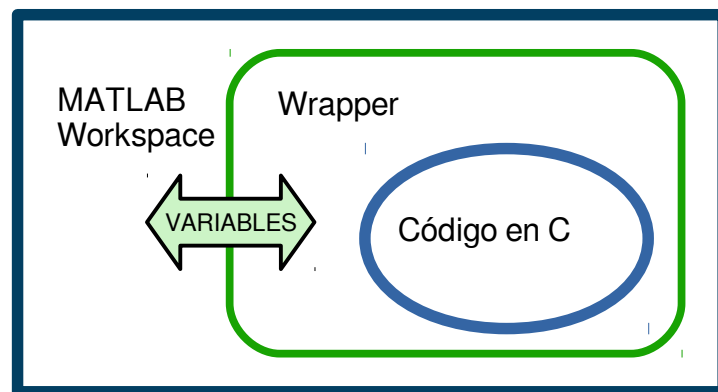 MATLAB
Workspace
Wrapper
VARIABLES
Código en C